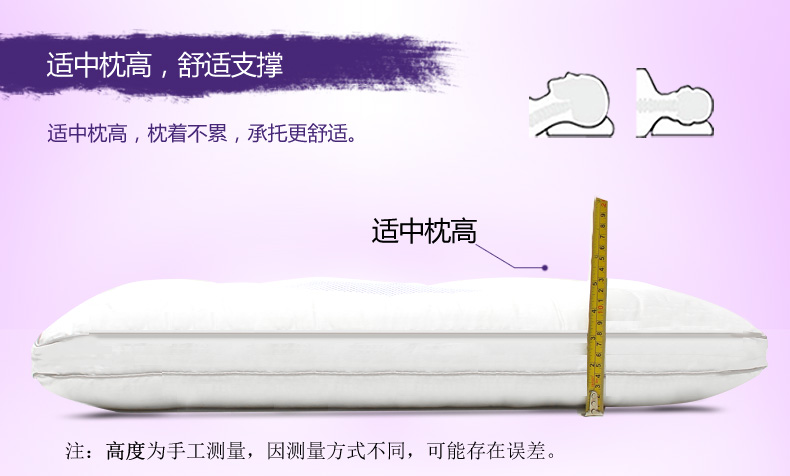 适中枕高，舒适支撑
适中枕高，枕着不累，承托更舒适。
适中枕高
注：高度为手工测量，因测量方式不同，可能存在误差。